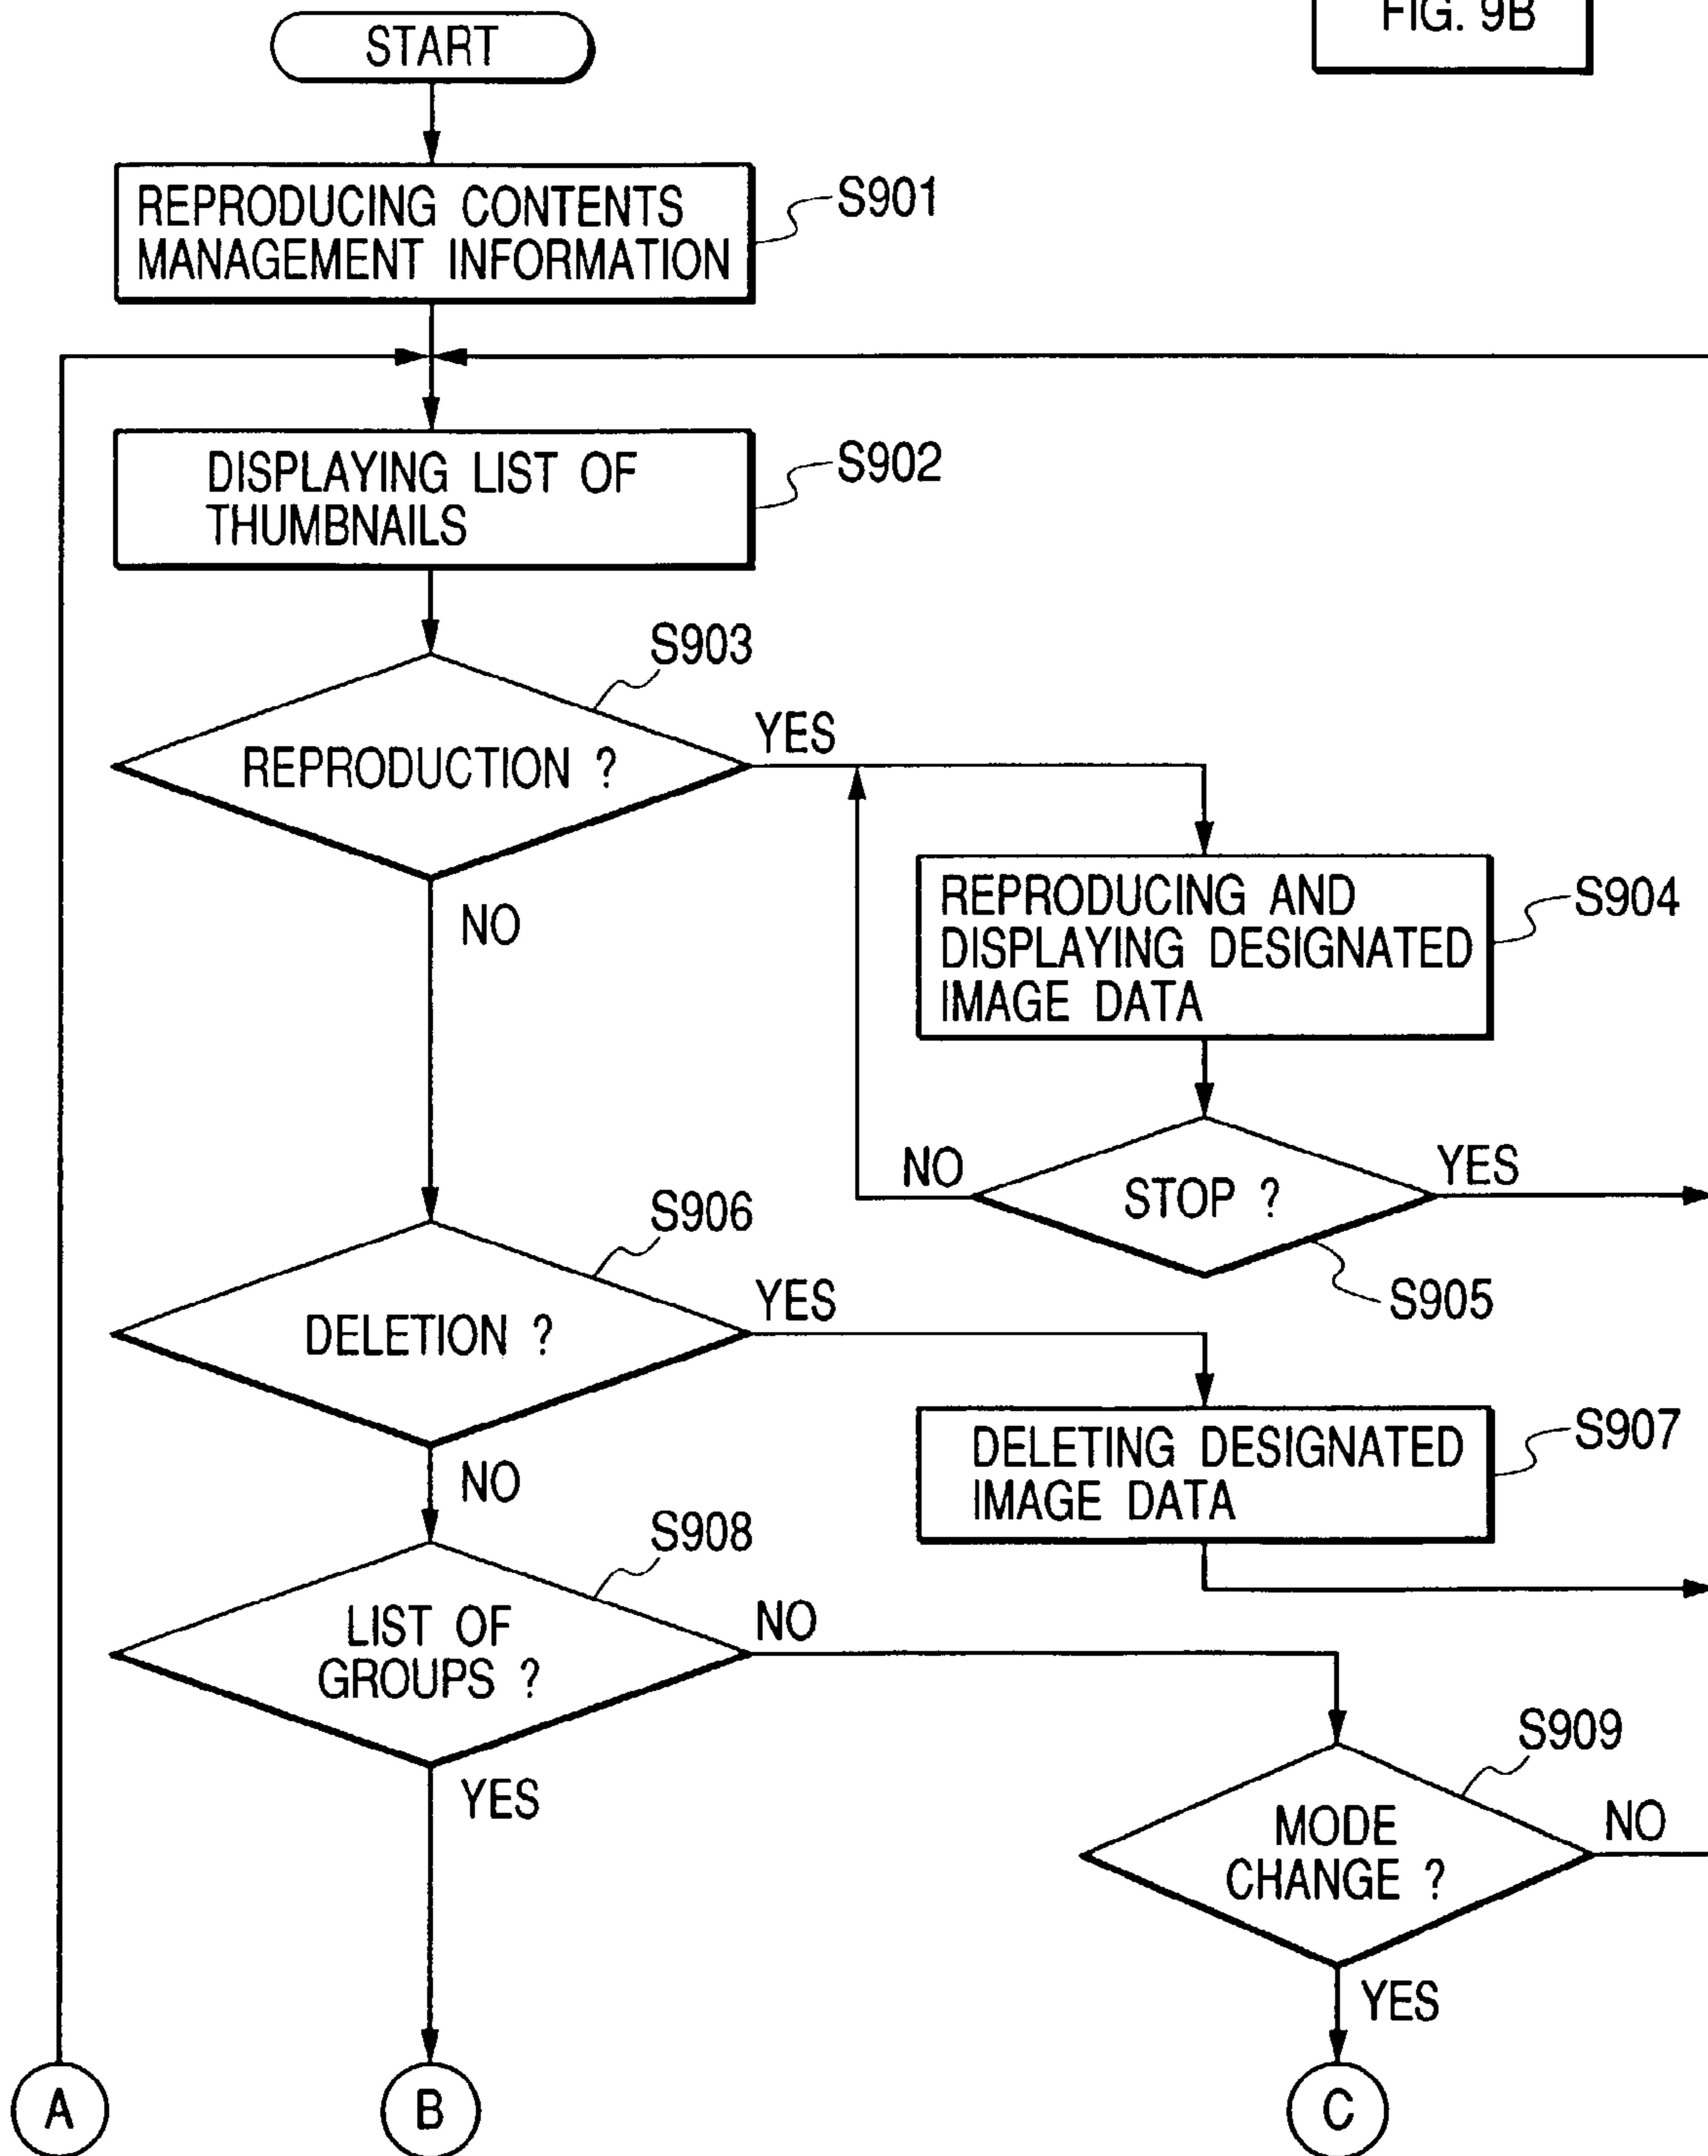 FIG. 9B
START
REPRODUCING CONTENTS
MANAGEMENT INFORMATION
S901
DISPLAYING LIST OF
THUMBNAILS
S902
S903
REPRODUCTION ?
YES
NO
REPRODUCING AND
DISPLAYING DESIGNATED
IMAGE DATA
S904
NO
STOP ?
YES
S905
S906
DELETION ?
YES
NO
DELETING DESIGNATED
IMAGE DATA
S907
S908
LIST OF
GROUPS ?
NO
YES
S909
MODE
CHANGE ?
NO
YES
A
B
C